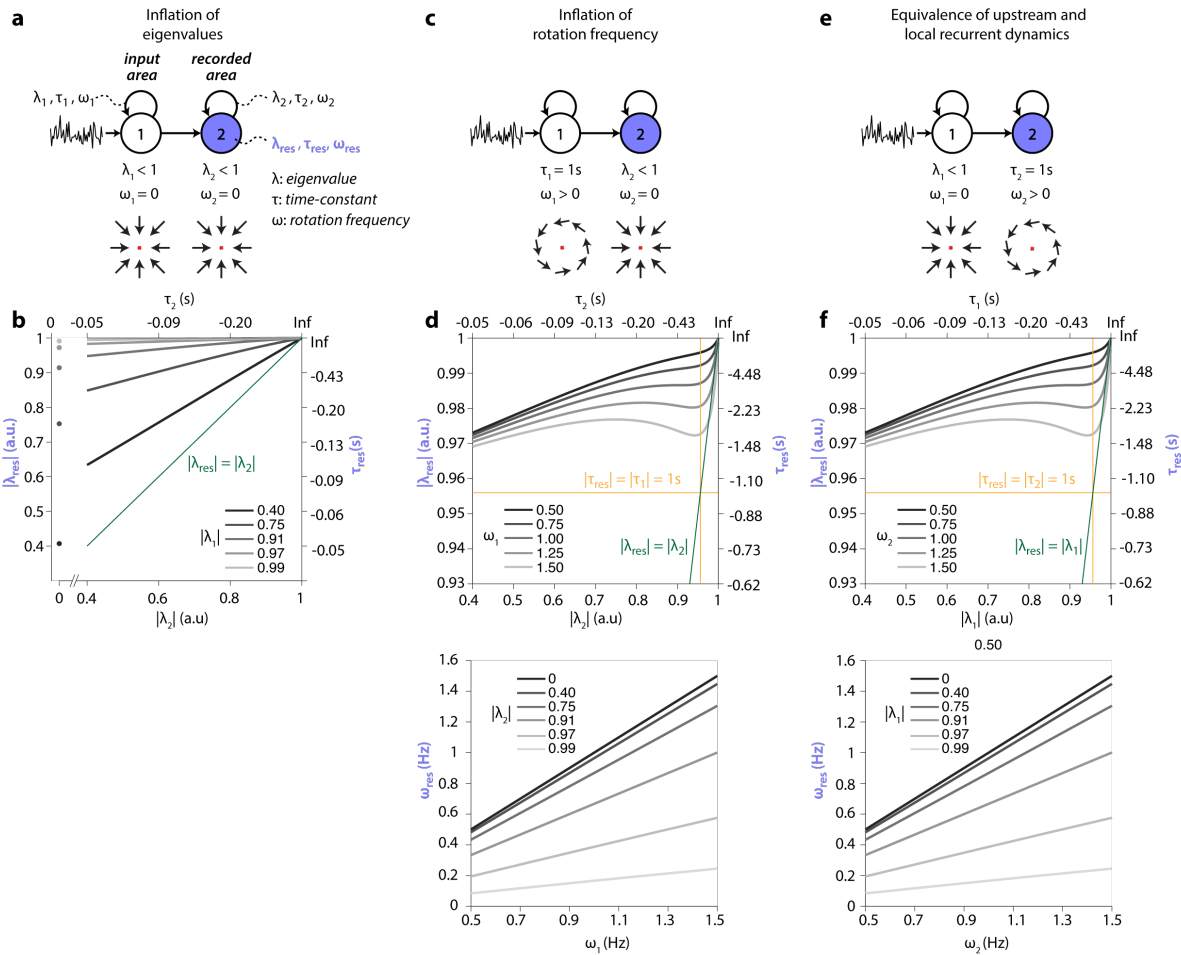 a
Inflation of
eigenvalues
input
area
recorded
area
λ1 , τ1 , ω1
λ2 , τ2 , ω2
1
2
λres , τres , ωres
λ1 < 1
ω1 = 0
λ2 < 1
ω2 = 0
λ: eigenvalue
τ: time-constant
ω: rotation frequency
c
Inflation of
rotation frequency
1
2
τ1 = 1s
ω1 > 0
λ2 < 1
ω2 = 0
e
Equivalence of upstream and
local recurrent dynamics
1
2
λ1 < 1
ω1 = 0
τ2 = 1s
ω2 > 0
b
τ2 (s)
0 -0.05 -0.09 -0.20 Inf
|λres| (a.u.)
1
0.9
0.8
0.7
0.6
0.5
0.4
Inf
-0.43
-0.20
-0.13
-0.09
-0.06
-0.05
τres(s)
|λres| = |λ2|
|λ1|
0.40
0.75
0.91
0.97
0.99
0 0.4 0.6 0.8 1
|λ2| (a.u)
d
τ2 (s)
-0.05 -0.06 -0.09 -0.13 -0.20 -0.43 Inf
|λres| (a.u.)
1
0.99
0.98
0.97
0.96
0.95
0.94
0.93
Inf
-4.48
-2.23
-1.48
-1.10
-0.88
-0.73
-0.62
τres(s)
|τres| = |τ1| = 1s
|λres| = |λ2|
ω1
0.50
0.75
1.00
1.25
1.50
0.4 0.5 0.6 0.7 0.8 0.9 1
|λ2| (a.u)
f
τ1 (s)
-0.05 -0.06 -0.09 -0.13 -0.20 -0.43 Inf
|λres| (a.u.)
1
0.99
0.98
0.97
0.96
0.95
0.94
0.93
Inf
-4.48
-2.23
-1.48
-1.10
-0.88
-0.73
-0.62
τres(s)
|τres| = |τ2| = 1s
|λres| = |λ1|
ω2
0.50
0.75
1.00
1.25
1.50
0.4 0.5 0.6 0.7 0.8 0.9 1
|λ1| (a.u)
0.50
ωres (Hz)
1.6
1.4
1.2
1
0.8
0.6
0.4
0.2
0
|λ2|
0
0.40
0.75
0.91
0.97
0.99
0.5 0.7 0.9 1.1 1.3 1.5
ω1 (Hz)
ωres (Hz)
1.6
1.4
1.2
1
0.8
0.6
0.4
0.2
0
|λ1|
0
0.40
0.75
0.91
0.97
0.99
0.5 0.7 0.9 1.1 1.3 1.5
ω2 (Hz)